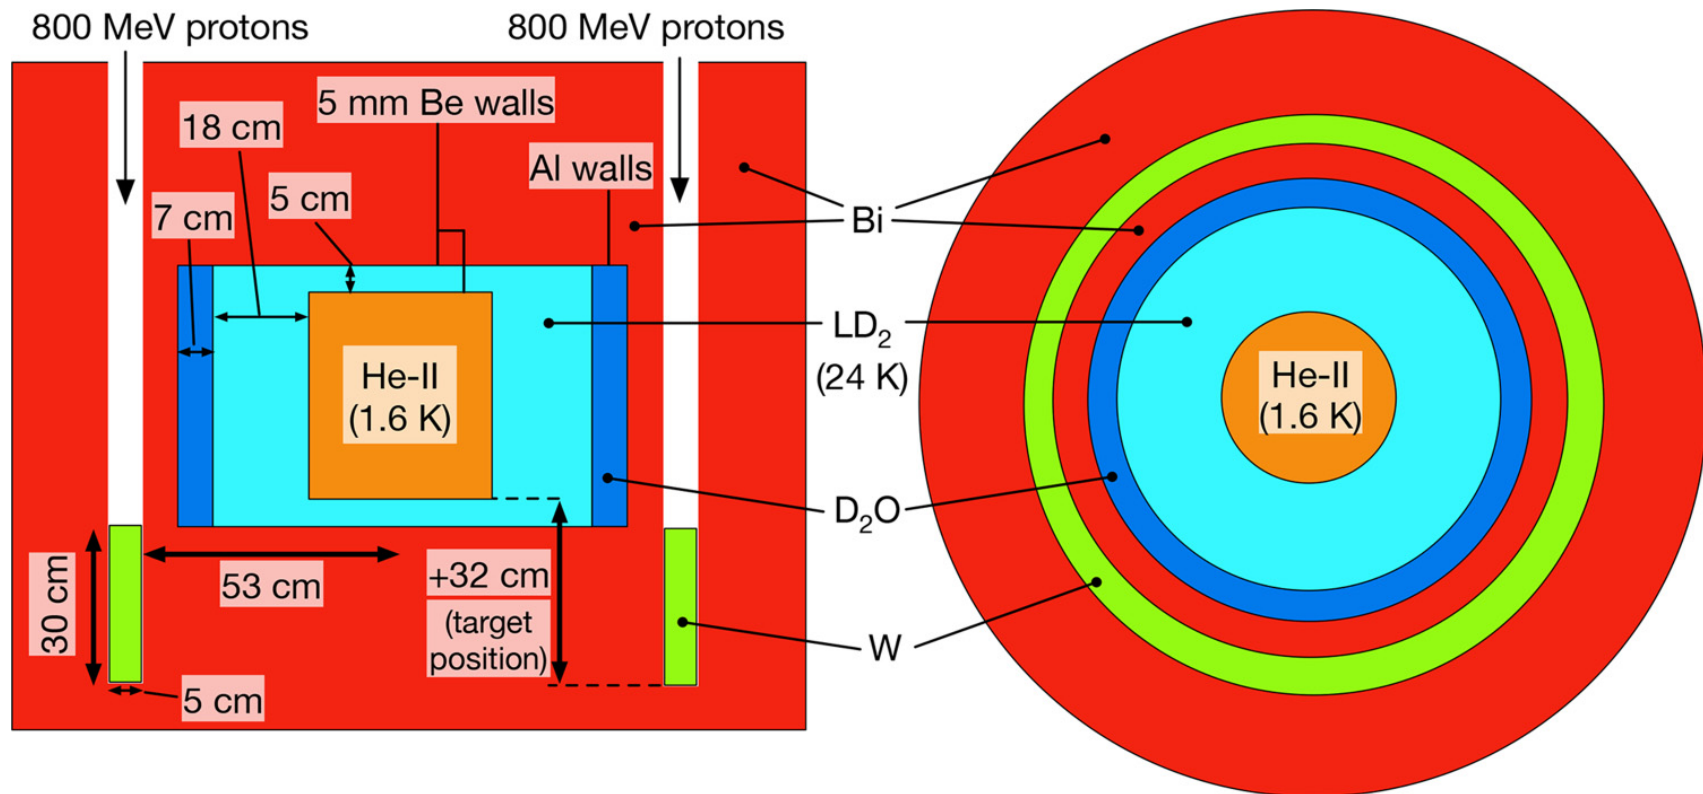 800 MeV protons
800 MeV protons
5 mm Be walls
18 cm
Al walls
5 cm
7 cm
Bi
LD₂
(24 K)
He-II
(1.6 K)
He-II
(1.6 K)
D₂O
30 cm
53 cm
+32 cm
(target
position)
W
5 cm